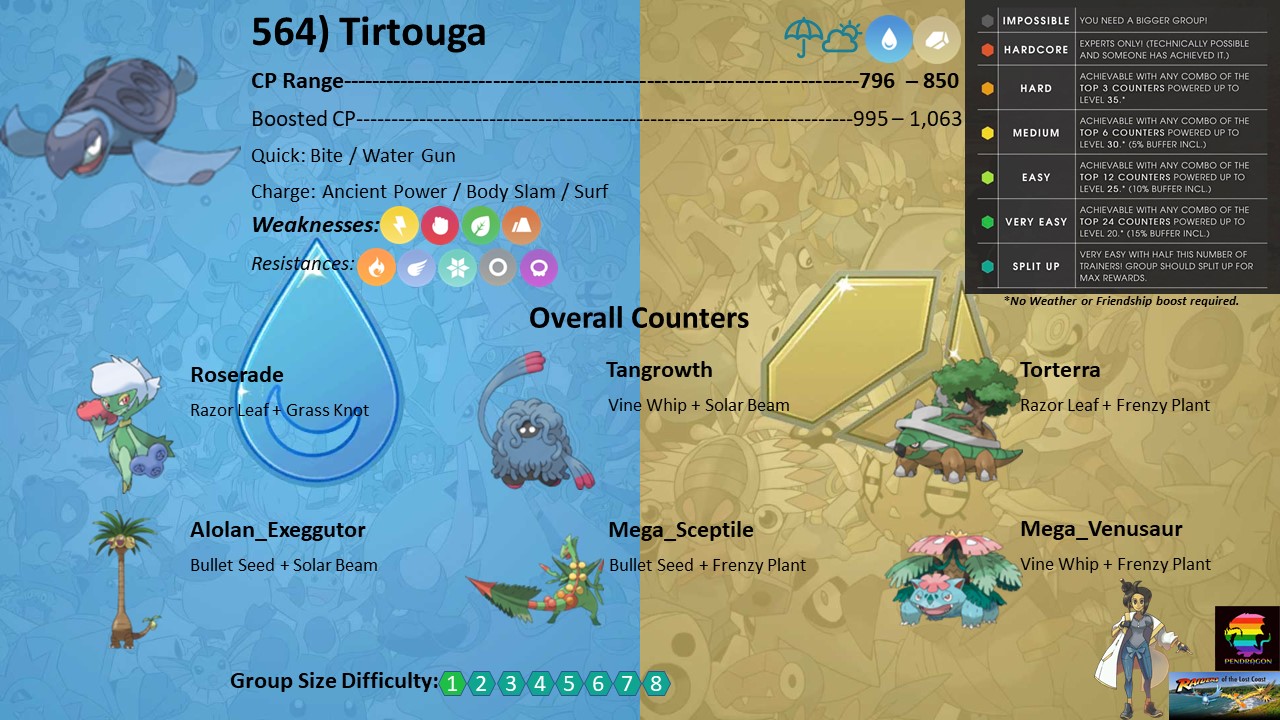 564) Tirtouga
CP Range-------------------------------------------------------------------------796 – 850
Boosted CP-----------------------------------------------------------------------995 – 1,063
Quick: Bite / Water Gun
Charge: Ancient Power / Body Slam / Surf
Weaknesses:
Resistances:
IMPOSSIBLE YOU NEED A BIGGER GROUP!
HARDCORE EXPERTS ONLY! (TECHNICALLY POSSIBLE
AND SOMEONE HAS ACHIEVED IT.)
HARD ACHIEVABLE WITH ANY COMBO OF THE
TOP 3 COUNTERS POWERED UP TO
LEVEL 35.*
MEDIUM ACHIEVABLE WITH ANY COMBO OF THE
TOP 6 COUNTERS POWERED UP TO
LEVEL 30.* (5% BUFFER INCL.)
EASY ACHIEVABLE WITH ANY COMBO OF THE
TOP 12 COUNTERS POWERED UP TO
LEVEL 25.* (10% BUFFER INCL.)
VERY EASY ACHIEVABLE WITH ANY COMBO OF THE
TOP 24 COUNTERS POWERED UP TO
LEVEL 20.* (15% BUFFER INCL.)
SPLIT UP VERY EASY WITH HALF THIS NUMBER OF
TRAINERS! GROUP SHOULD SPLIT UP FOR
MAX REWARDS.
*No Weather or Friendship boost required.
Overall Counters
Roserade
Razor Leaf + Grass Knot
Tangrowth
Vine Whip + Solar Beam
Torterra
Razor Leaf + Frenzy Plant
Alolan_Exeggutor
Bullet Seed + Solar Beam
Mega_Sceptile
Bullet Seed + Frenzy Plant
Mega_Venusaur
Vine Whip + Frenzy Plant
Group Size Difficulty: 1 2 3 4 5 6 7 8
PENDROGON
RAIDERS of the Lost Coast